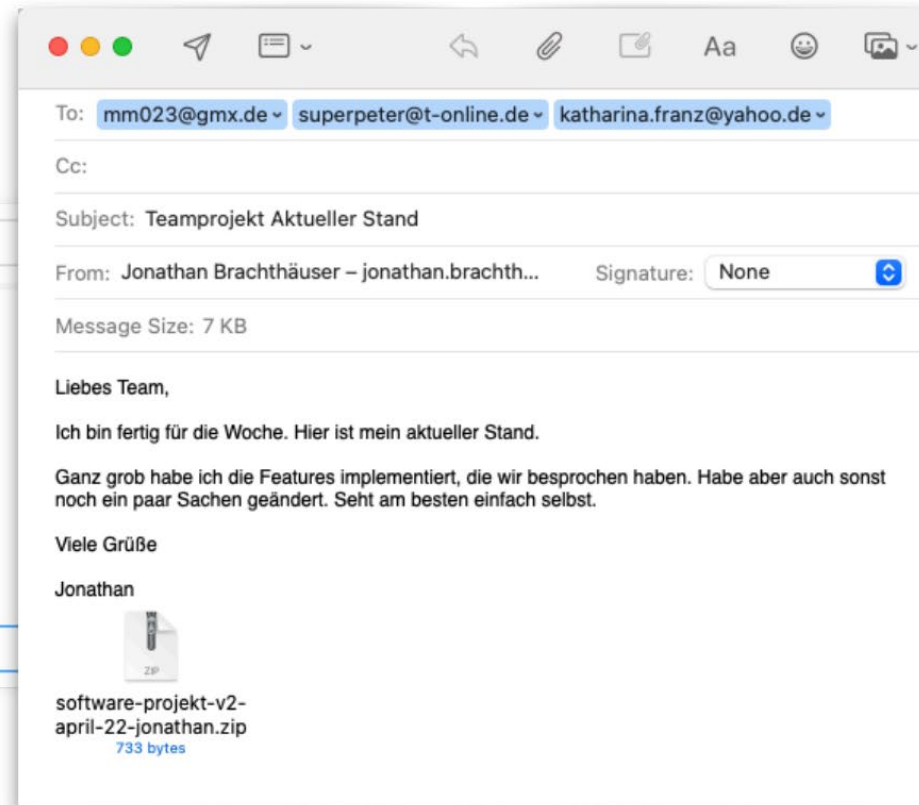 Aa
To: mm023@gmx.de superpeter@t-online.de katharina.franz@yahoo.de
Cc:
Subject: Teamprojekt Aktueller Stand
From: Jonathan Brachthäuser – jonathan.brachth... Signature: None
Message Size: 7 KB
Liebes Team,
Ich bin fertig für die Woche. Hier ist mein aktueller Stand.
Ganz grob habe ich die Features implementiert, die wir besprochen haben. Habe aber auch sonst
noch ein paar Sachen geändert. Seht am besten einfach selbst.
Viele Grüße
Jonathan
ZIP
software-projekt-v2-
april-22-jonathan.zip
733 bytes